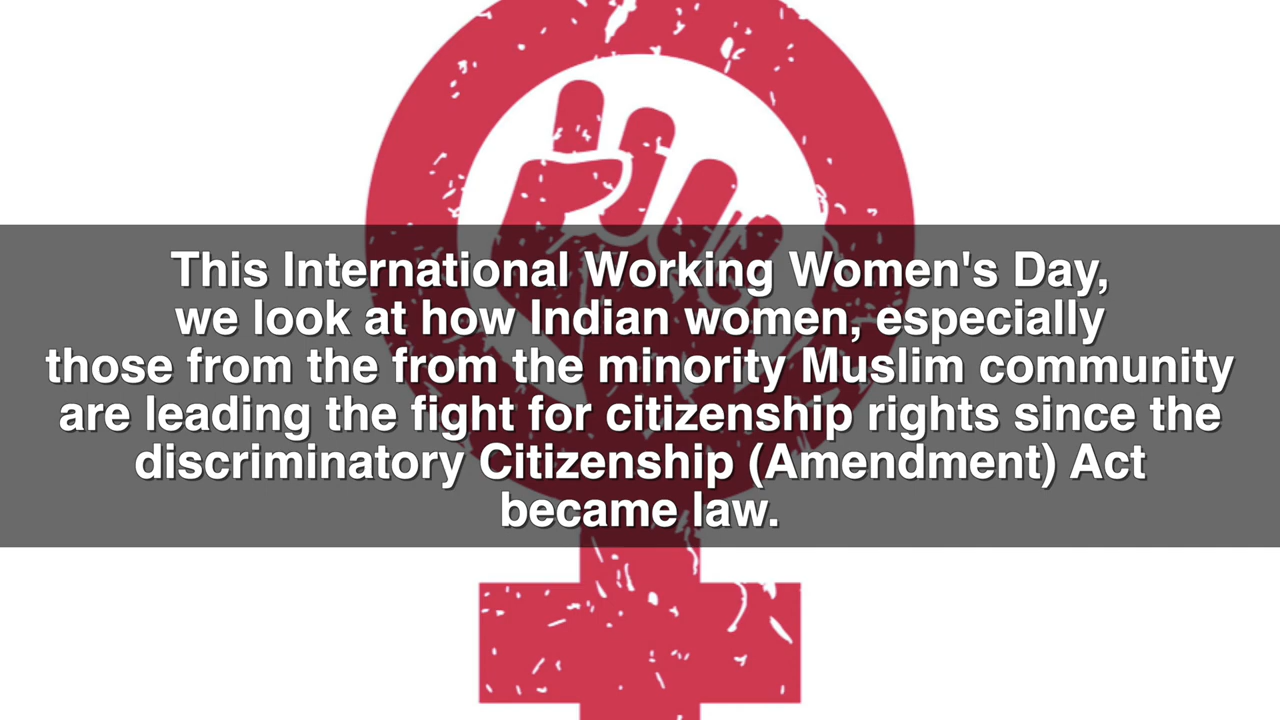 This International Working Women's Day,
we look at how Indian women, especially
those from the from the minority Muslim community
are leading the fight for citizenship rights since the
discriminatory Citizenship (Amendment) Act
became law.